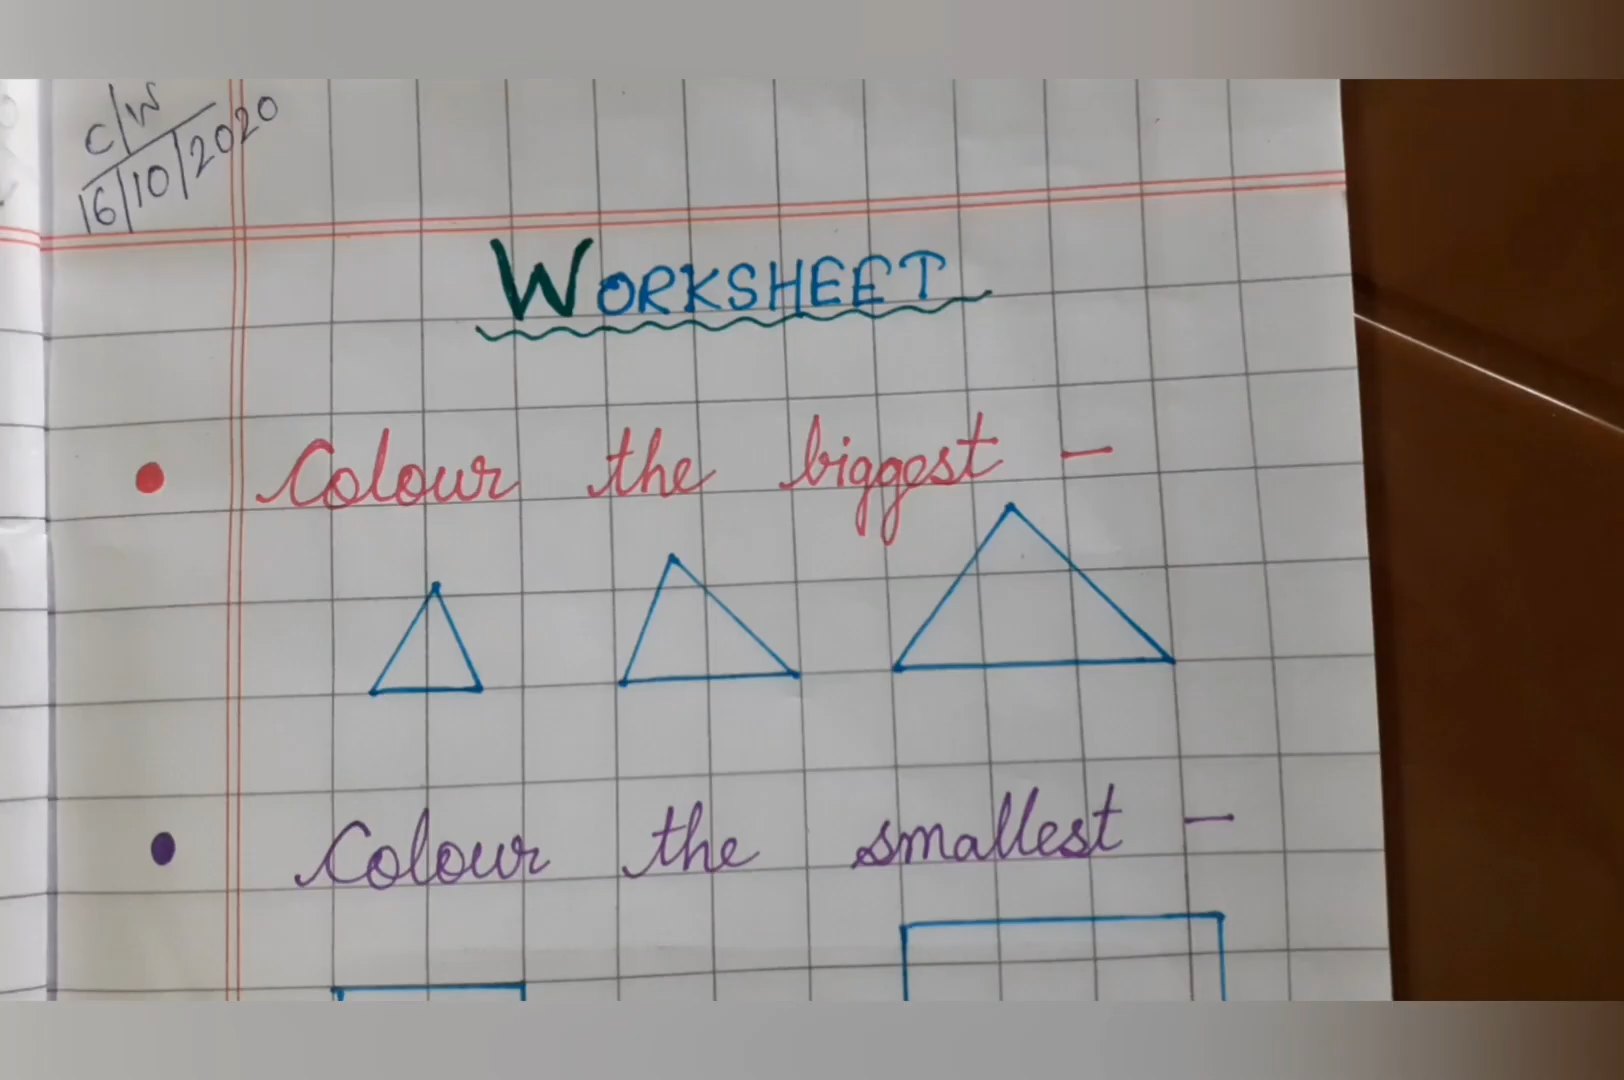 C/W
16/10/2020
WORKSHEET
• Colour the biggest –
• Colour the smallest –